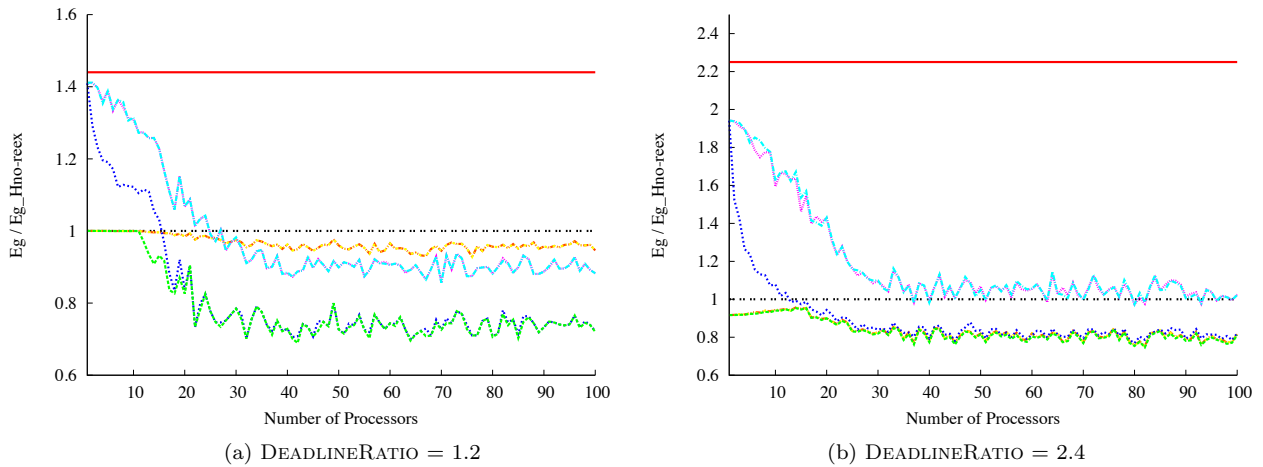 Eg / Eg_Hno-reex
1.6
1.4
1.2
1
0.8
0.6
10 20 30 40 50 60 70 80 90 100
Number of Processors
(a) DEADLINERATIO = 1.2
Eg / Eg_Hno-reex
2.4
2.2
2
1.8
1.6
1.4
1.2
1
0.8
0.6
10 20 30 40 50 60 70 80 90 100
Number of Processors
(b) DEADLINERATIO = 2.4